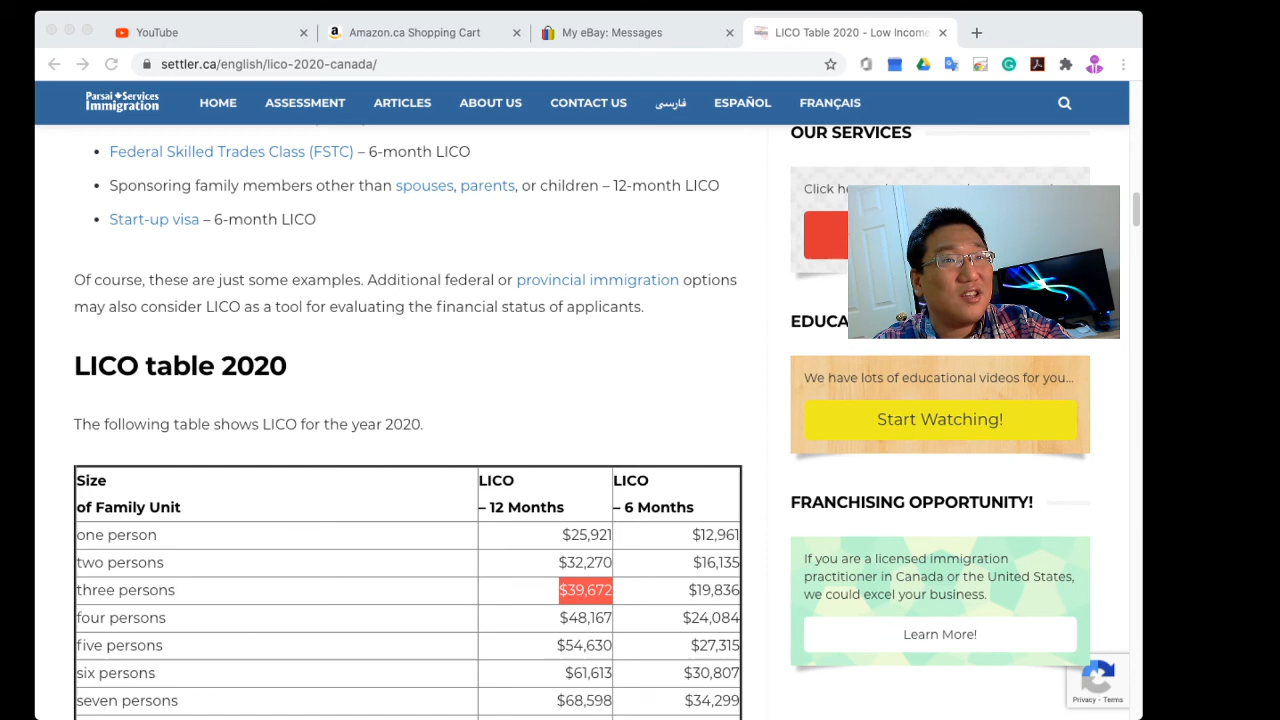 YouTube
Amazon.ca Shopping Cart
My eBay: Messages
LICO Table 2020 - Low Income
settler.ca/english/lico-2020-canada/
Parsai Services
Immigration
HOME
ASSESSMENT
ARTICLES
ABOUT US
CONTACT US
فارسی
ESPAÑOL
FRANÇAIS
Federal Skilled Trades Class (FSTC) – 6-month LICO
Sponsoring family members other than spouses, parents, or children – 12-month LICO
Start-up visa – 6-month LICO
Of course, these are just some examples. Additional federal or provincial immigration options
may also consider LICO as a tool for evaluating the financial status of applicants.
LICO table 2020
The following table shows LICO for the year 2020.
Size
of Family Unit
LICO
– 12 Months
LICO
– 6 Months
one person $25,921 $12,961
two persons $32,270 $16,135
three persons $39,672 $19,836
four persons $48,167 $24,084
five persons $54,630 $27,315
six persons $61,613 $30,807
seven persons $68,598 $34,299
OUR SERVICES
Click
We have lots of educational videos for you...
Start Watching!
FRANCHISING OPPORTUNITY!
If you are a licensed immigration
practitioner in Canada or the United States,
we could excel your business.
Learn More!
Privacy - Terms